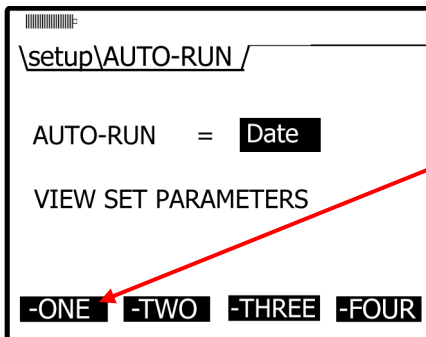 \setup\AUTO-RUN /
AUTO-RUN = Date
VIEW SET PARAMETERS
-ONE -TWO -THREE -FOUR